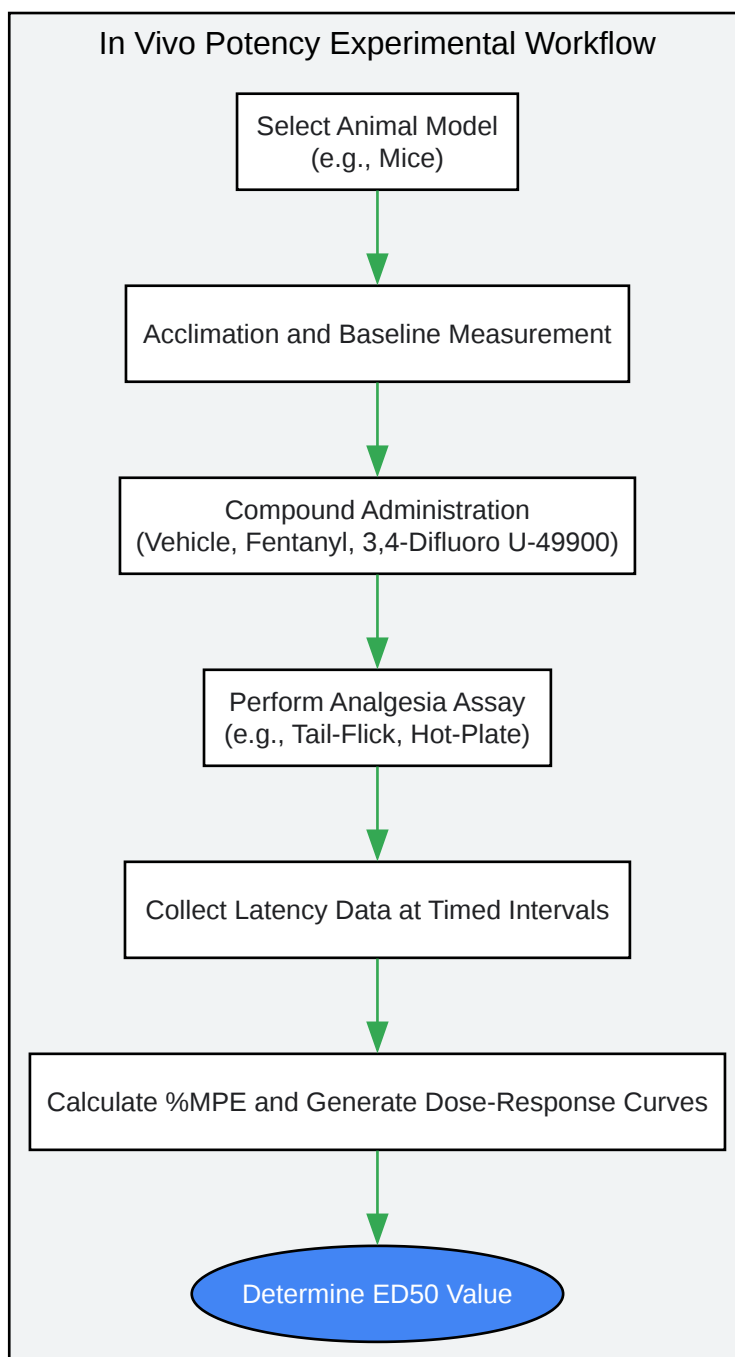 In Vivo Potency Experimental Workflow
Select Animal Model
(e.g., Mice)
Acclimation and Baseline Measurement
Compound Administration
(Vehicle, Fentanyl, 3,4-Difluoro U-49900)
Perform Analgesia Assay
(e.g., Tail-Flick, Hot-Plate)
Collect Latency Data at Timed Intervals
Calculate %MPE and Generate Dose-Response Curves
Determine ED50 Value